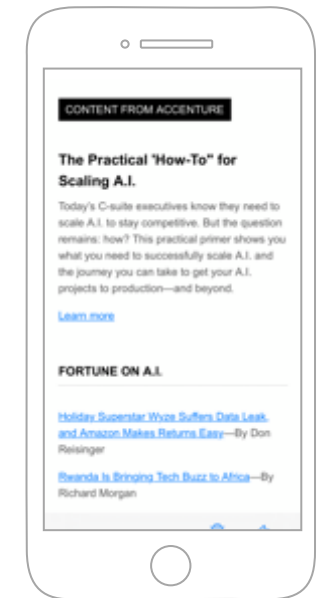 CONTENT FROM ACCENTURE
The Practical 'How-To" for
Scaling A.I.
Today's C-suite executives know they need to
scale A.I. to stay competitive. But the question
remains: how? This practical primer shows you
what you need to successfully scale A.I. and
the journey you can take to get your A.I.
projects to production—and beyond.
Learn more
FORTUNE ON A.I.
Holiday Superstar Wyze Suffers Data Leak,
and Amazon Makes Returns Easy—By Don
Reisinger
Rwanda Is Bringing Tech Buzz to Africa—By
Richard Morgan